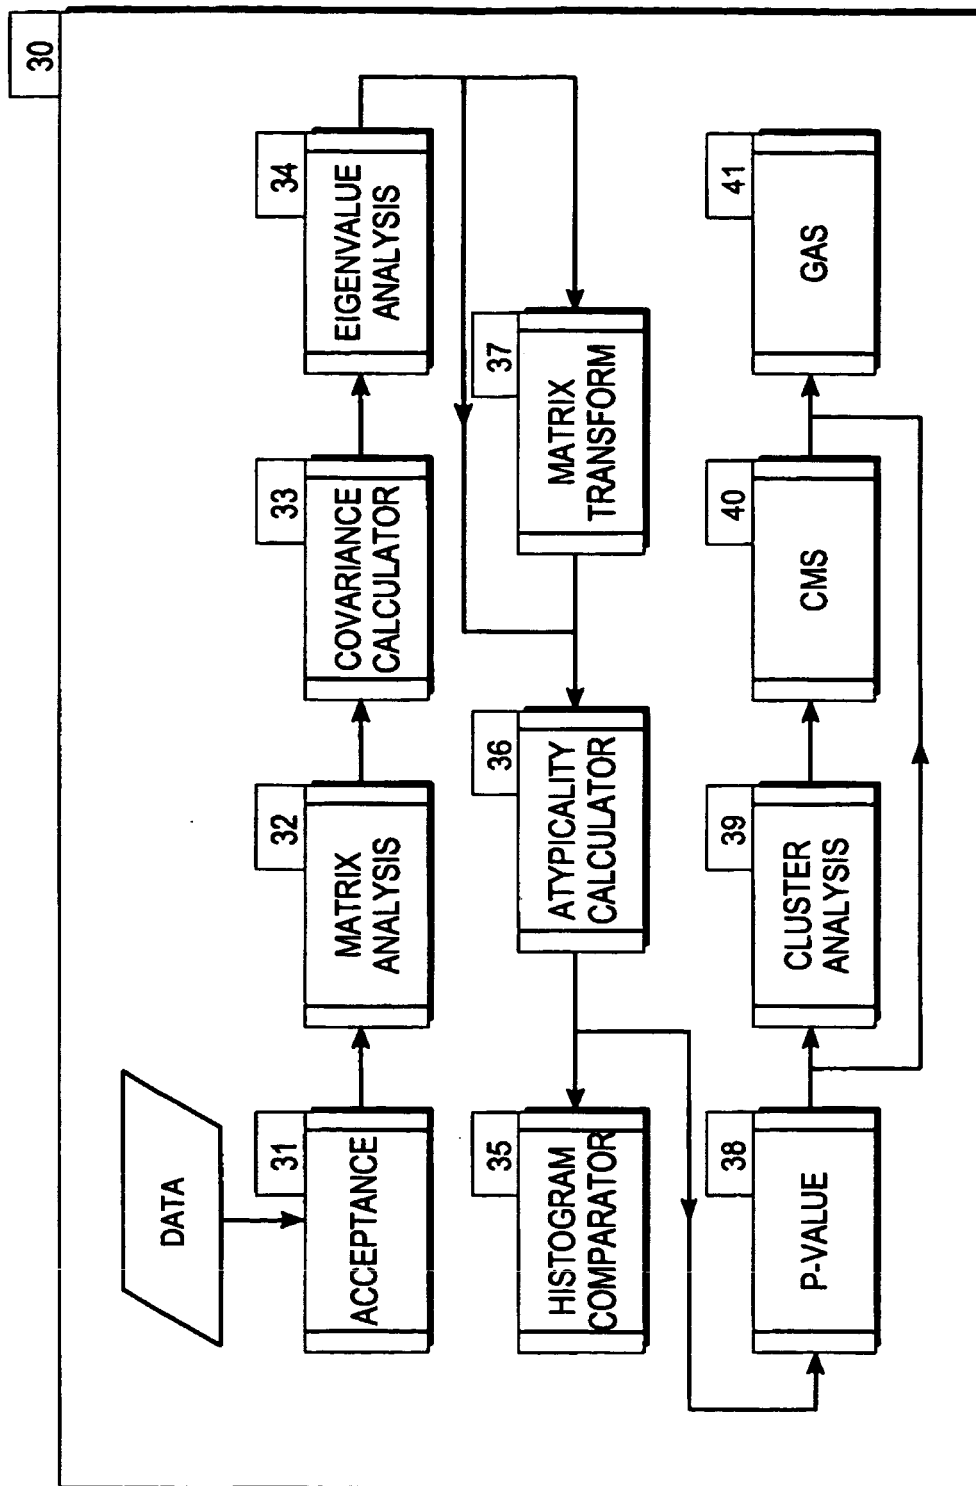 30
DATA
31
ACCEPTANCE
32
MATRIX
ANALYSIS
33
COVARIANCE
CALCULATOR
34
EIGENVALUE
ANALYSIS
35
HISTOGRAM
COMPARATOR
36
ATYPICALITY
CALCULATOR
37
MATRIX
TRANSFORM
38
P-VALUE
39
CLUSTER
ANALYSIS
40
CMS
41
GAS